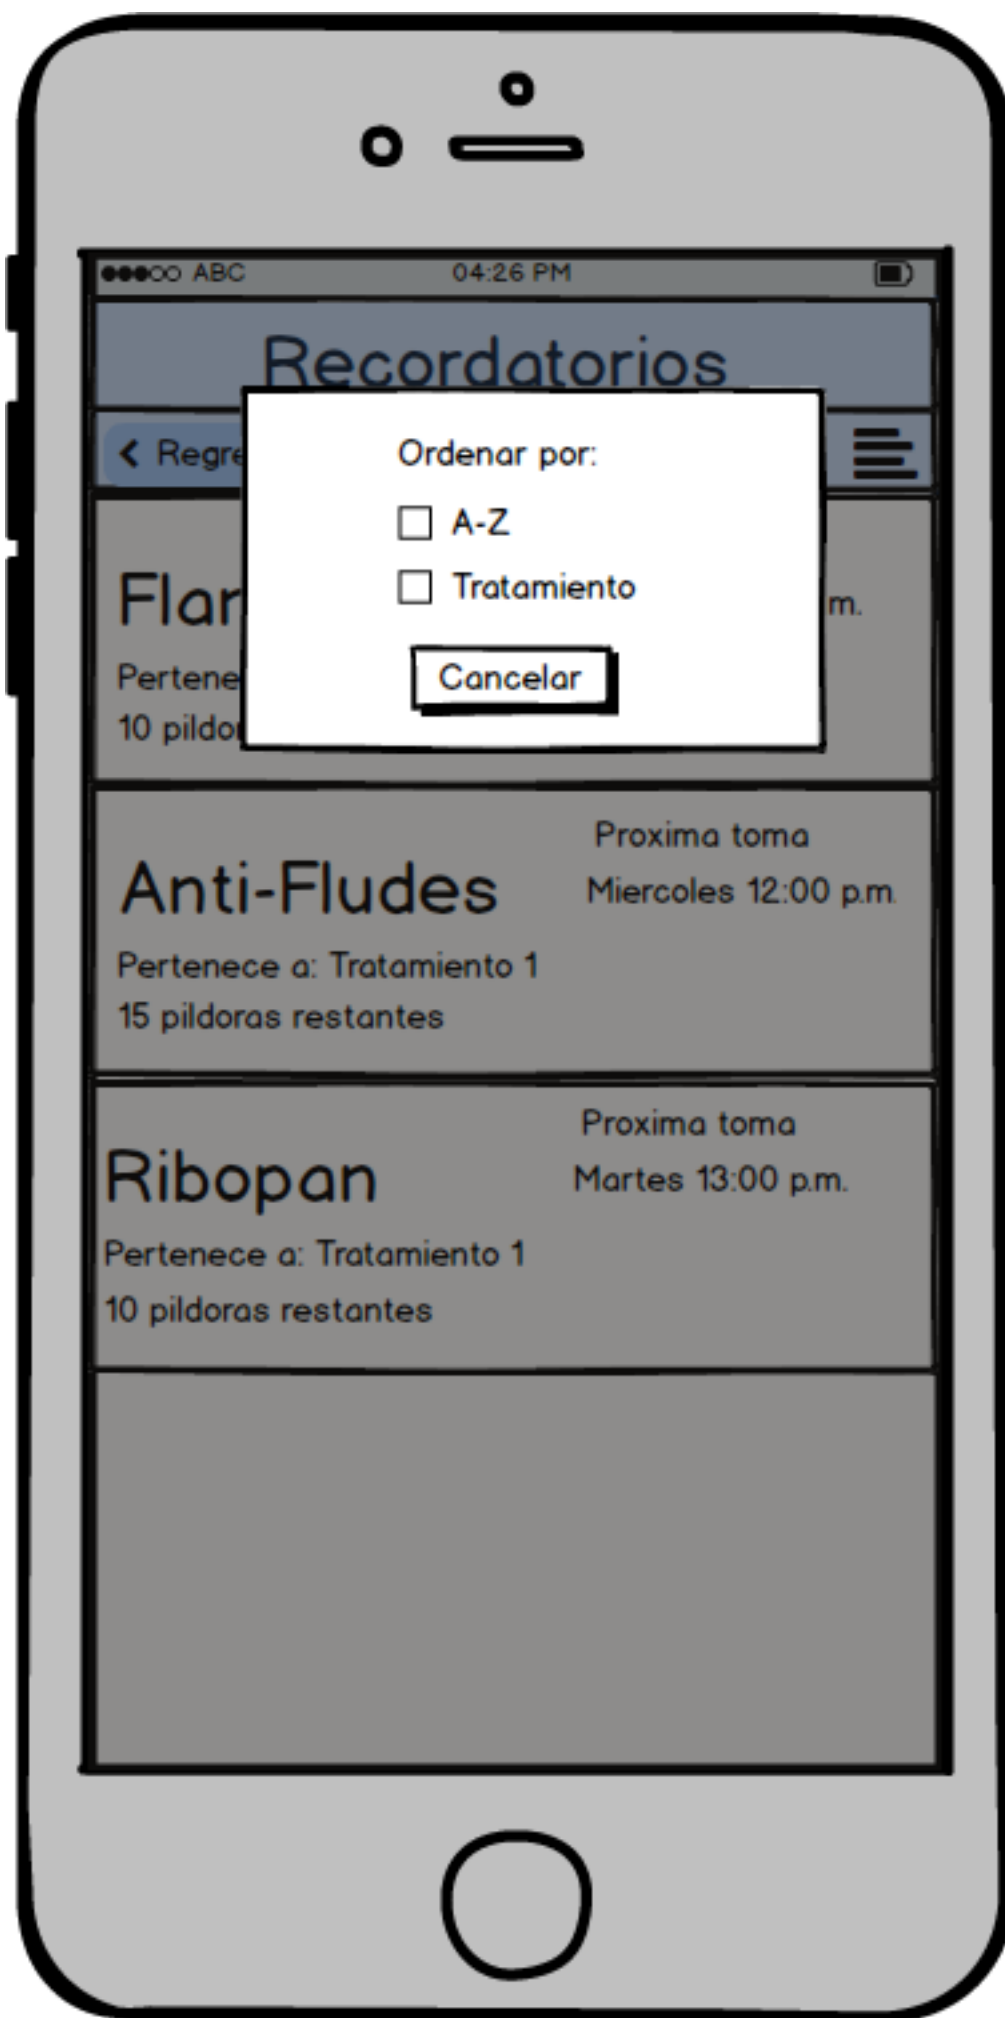 ABC 04:26 PM
Recordatorios
Ordenar por:
A-Z
Tratamiento
Cancelar
m.
10
Proxima toma
Anti-Fludes
Miercoles 12:00 p.m.
Pertenece a: Tratamiento 1
15 pildoras restantes
Proxima toma
Ribopan
Martes 13:00 p.m.
Pertenece a: Tratamiento 1
10 pildoras restantes